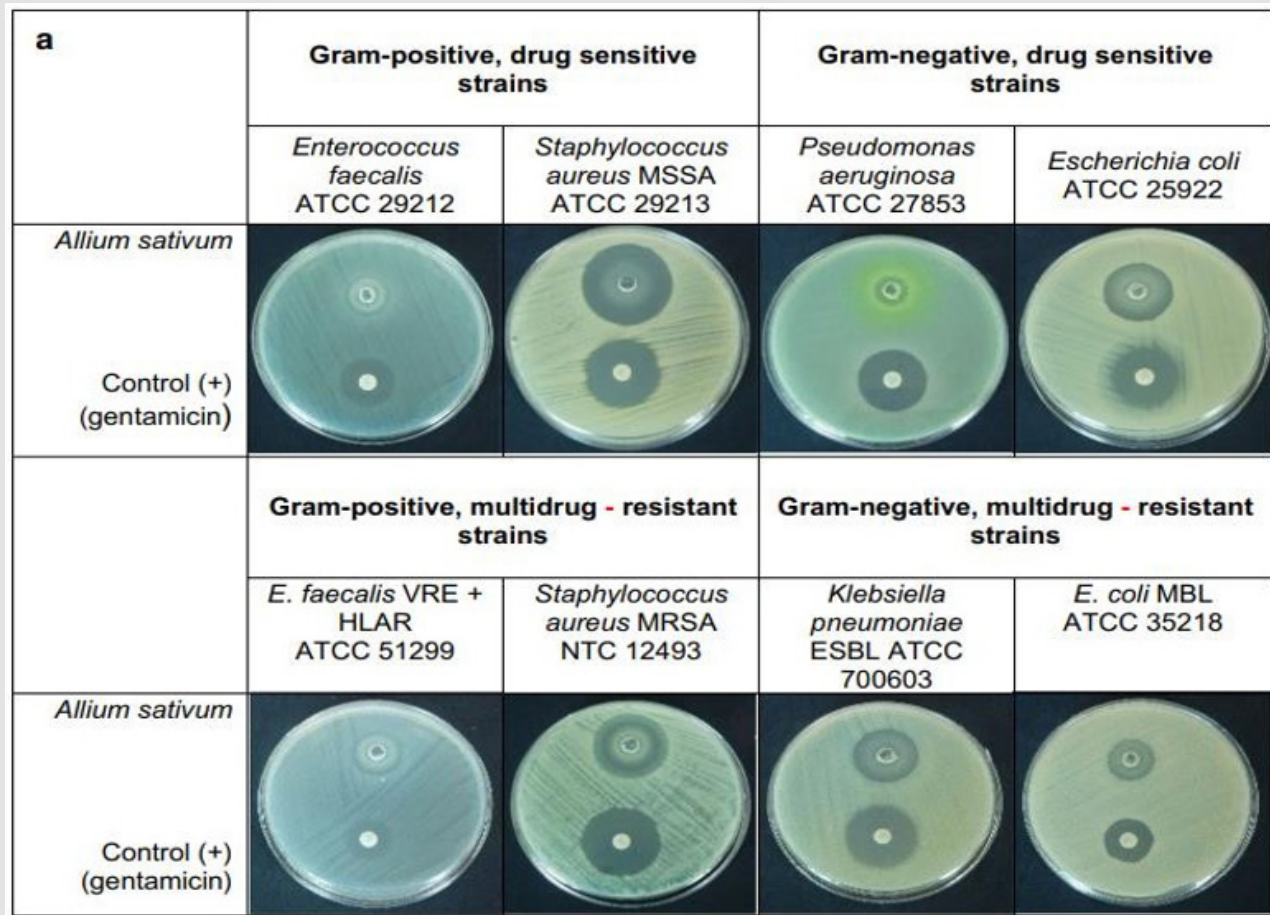 a
Gram-positive, drug sensitive
strains
Gram-negative, drug sensitive
strains
Enterococcus
faecalis
ATCC 29212
Staphylococcus
aureus MSSA
ATCC 29213
Pseudomonas
aeruginosa
ATCC 27853
Escherichia coli
ATCC 25922
Allium sativum
Control (+)
(gentamicin)
Gram-positive, multidrug - resistant
strains
Gram-negative, multidrug - resistant
strains
E. faecalis VRE +
HLAR
ATCC 51299
Staphylococcus
aureus MRSA
NTC 12493
Klebsiella
pneumoniae
ESBL ATCC
700603
E. coli MBL
ATCC 35218
Allium sativum
Control (+)
(gentamicin)